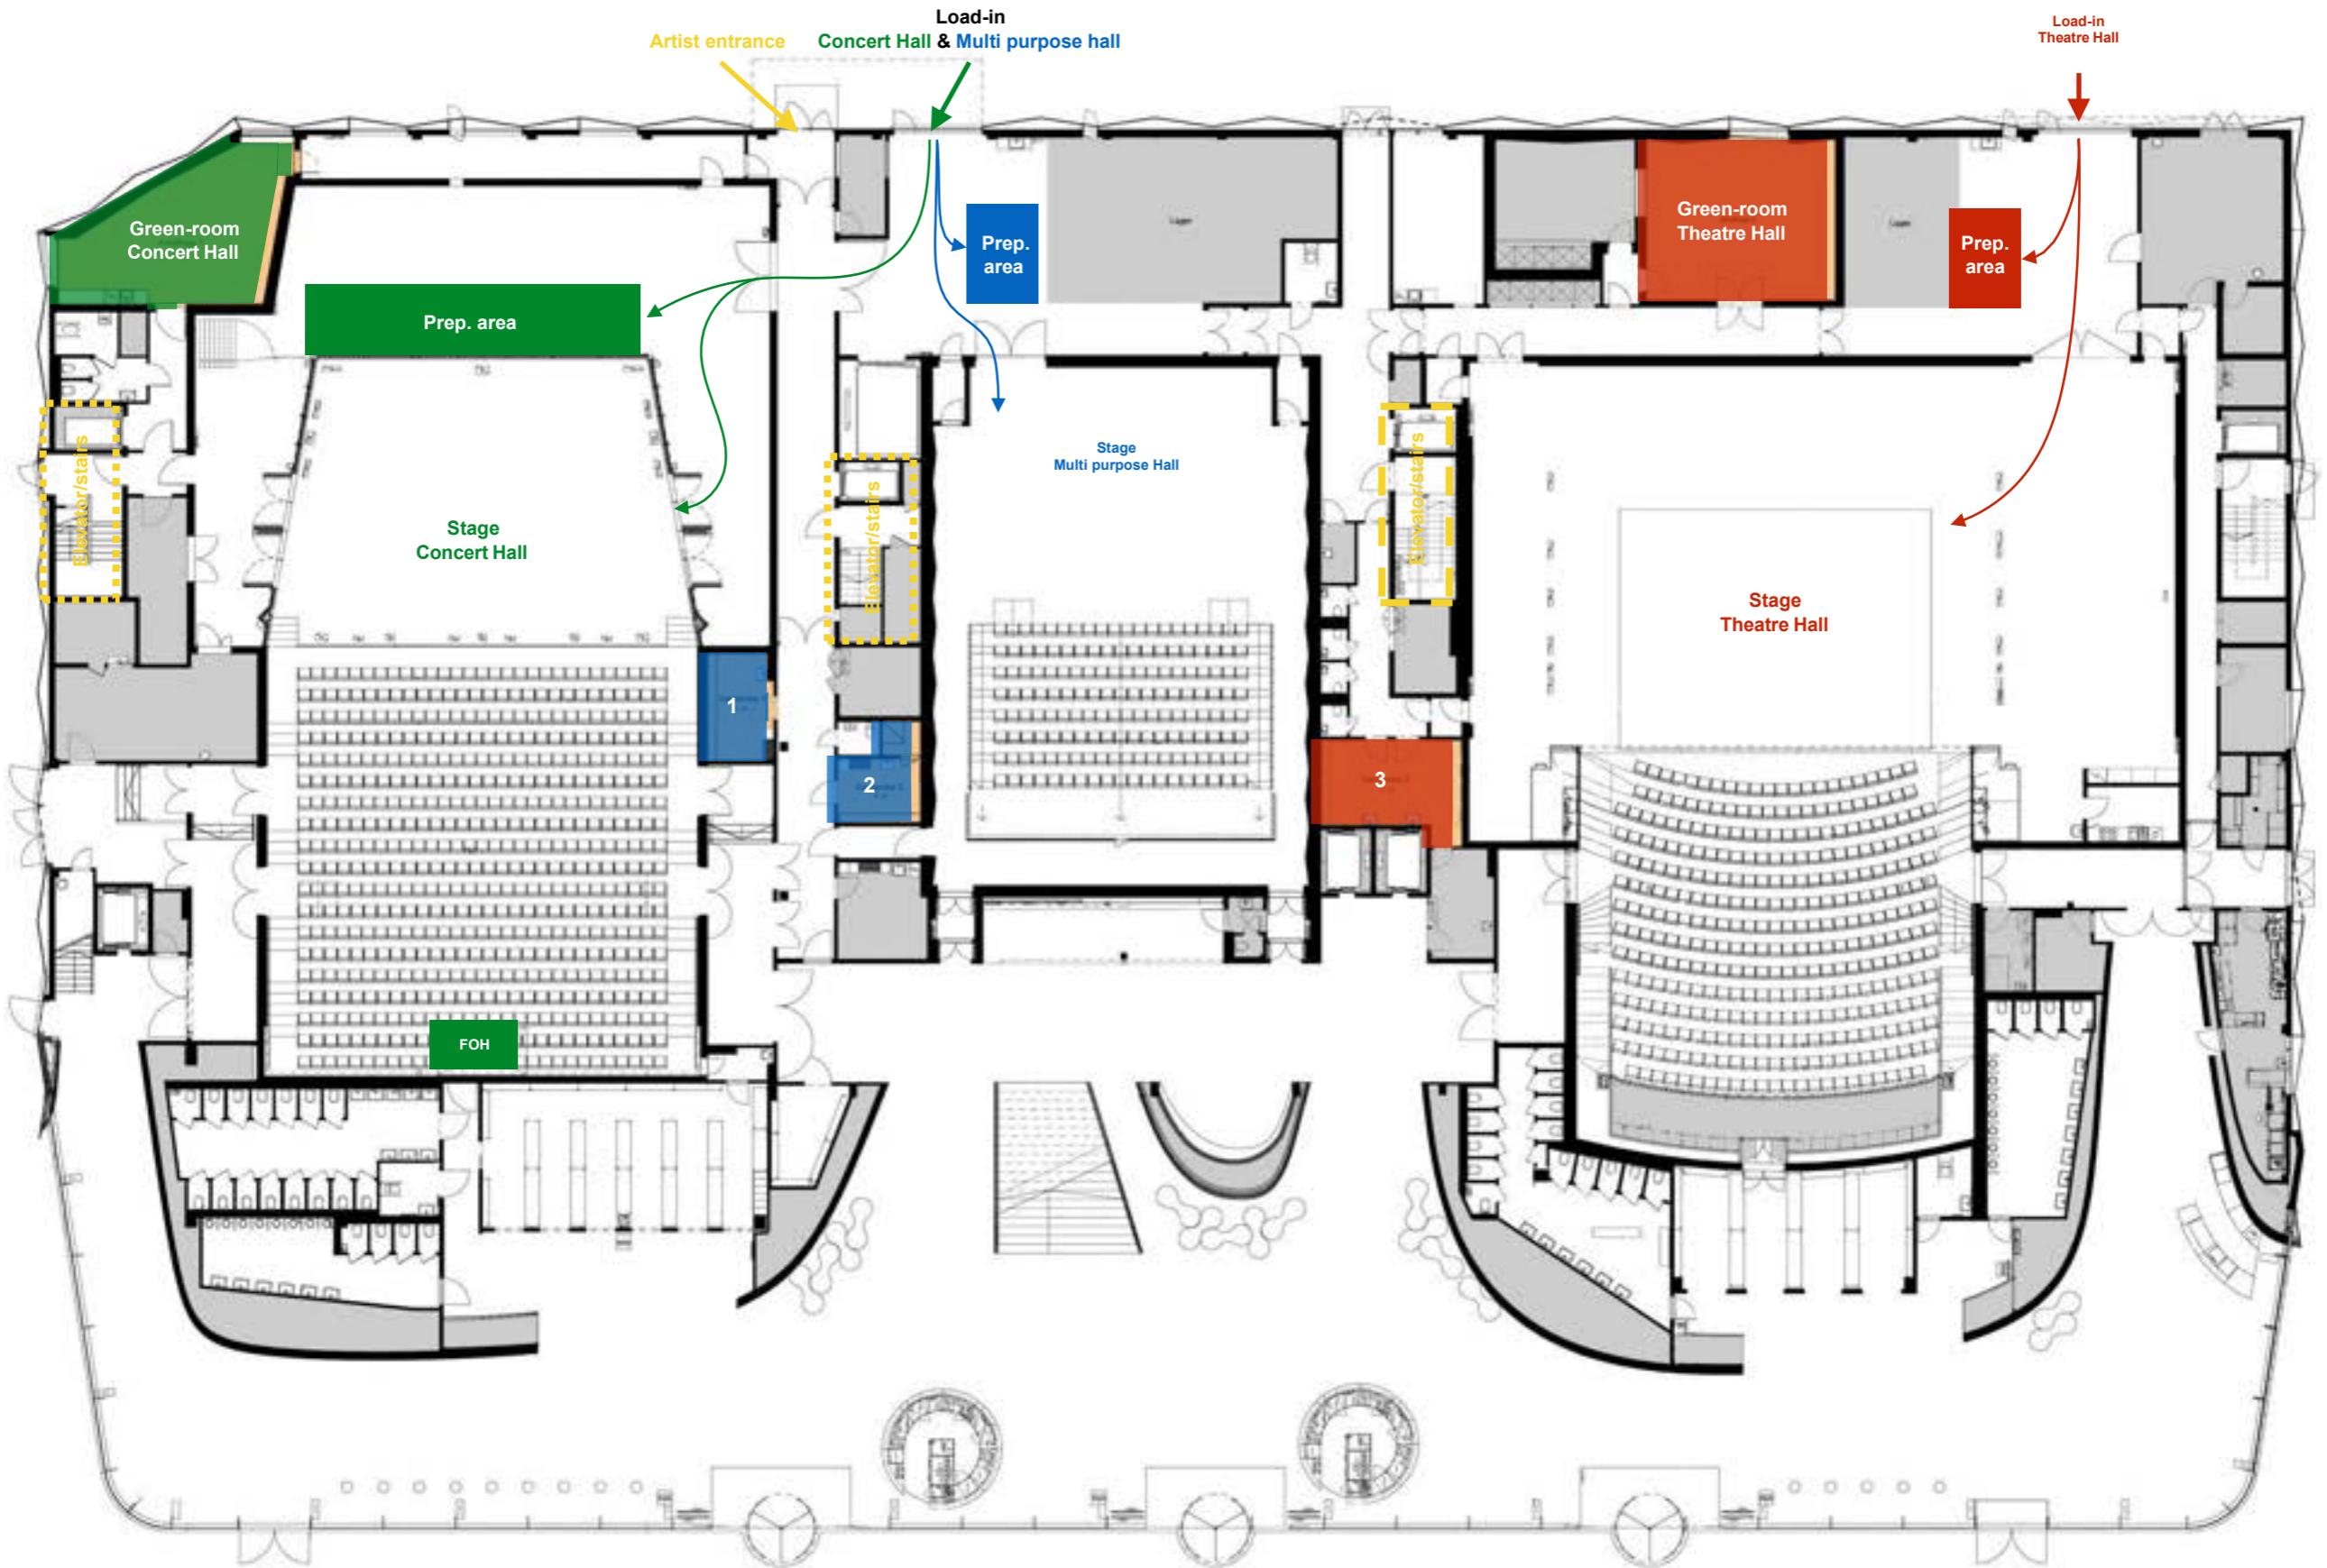 Load-in
Artist entrance
Concert Hall & Multi purpose hall
Load-in
Theatre Hall
Green-room
Concert Hall
Prep.
area
Lager
Green-room
Theatre Hall
Prep.
area
Prep. area
Elevator/stairs
Elevator/stairs
Elevator/stairs
Stage
Multi purpose Hall
Stage
Concert Hall
Stage
Theatre Hall
1
2
3
FOH